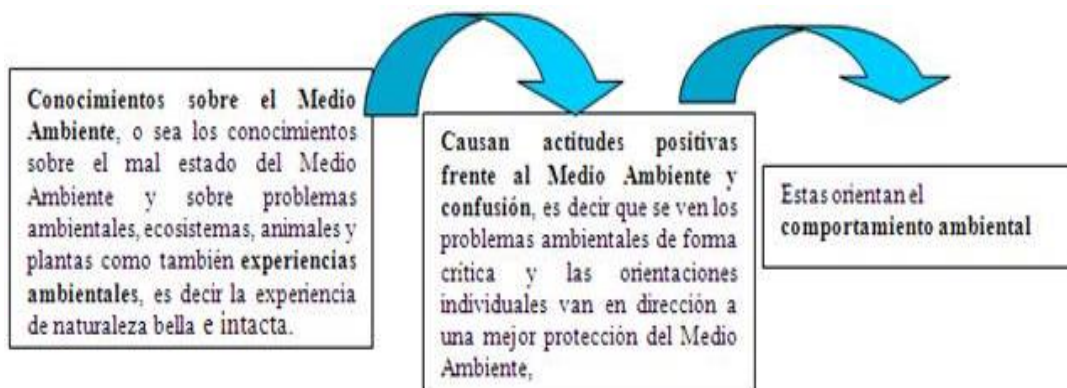 Conocimientos sobre el Medio
Ambiente, o sea los conocimientos
sobre el mal estado del Medio
Ambiente y sobre problemas
ambientales, ecosistemas, animales y
plantas como también experiencias
ambientales, es decir la experiencia
de naturaleza bella e intacta.
Causan actitudes positivas
frente al Medio Ambiente y
confusión, es decir que se ven los
problemas ambientales de forma
crítica y las orientaciones
individuales van en dirección a
una mejor protección del Medio
Ambiente,
Estas orientan el
comportamiento ambiental